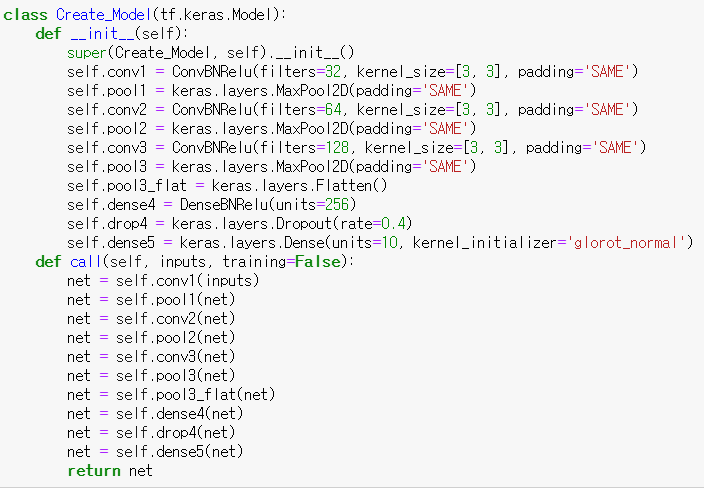 class Create_Model(tf.keras.Model):
    def __init__(self):
        super(Create_Model, self).__init__()
        self.conv1 = ConvBNRelu(filters=32, kernel_size=[3, 3], padding='SAME')
        self.pool1 = keras.layers.MaxPool2D(padding='SAME')
        self.conv2 = ConvBNRelu(filters=64, kernel_size=[3, 3], padding='SAME')
        self.pool2 = keras.layers.MaxPool2D(padding='SAME')
        self.conv3 = ConvBNRelu(filters=128, kernel_size=[3, 3], padding='SAME')
        self.pool3 = keras.layers.MaxPool2D(padding='SAME')
        self.pool3_flat = keras.layers.Flatten()
        self.dense4 = DenseBNRelu(units=256)
        self.drop4 = keras.layers.Dropout(rate=0.4)
        self.dense5 = keras.layers.Dense(units=10, kernel_initializer='glorot_normal')
    def call(self, inputs, training=False):
        net = self.conv1(inputs)
        net = self.pool1(net)
        net = self.conv2(net)
        net = self.pool2(net)
        net = self.conv3(net)
        net = self.pool3(net)
        net = self.pool3_flat(net)
        net = self.dense4(net)
        net = self.drop4(net)
        net = self.dense5(net)
        return net